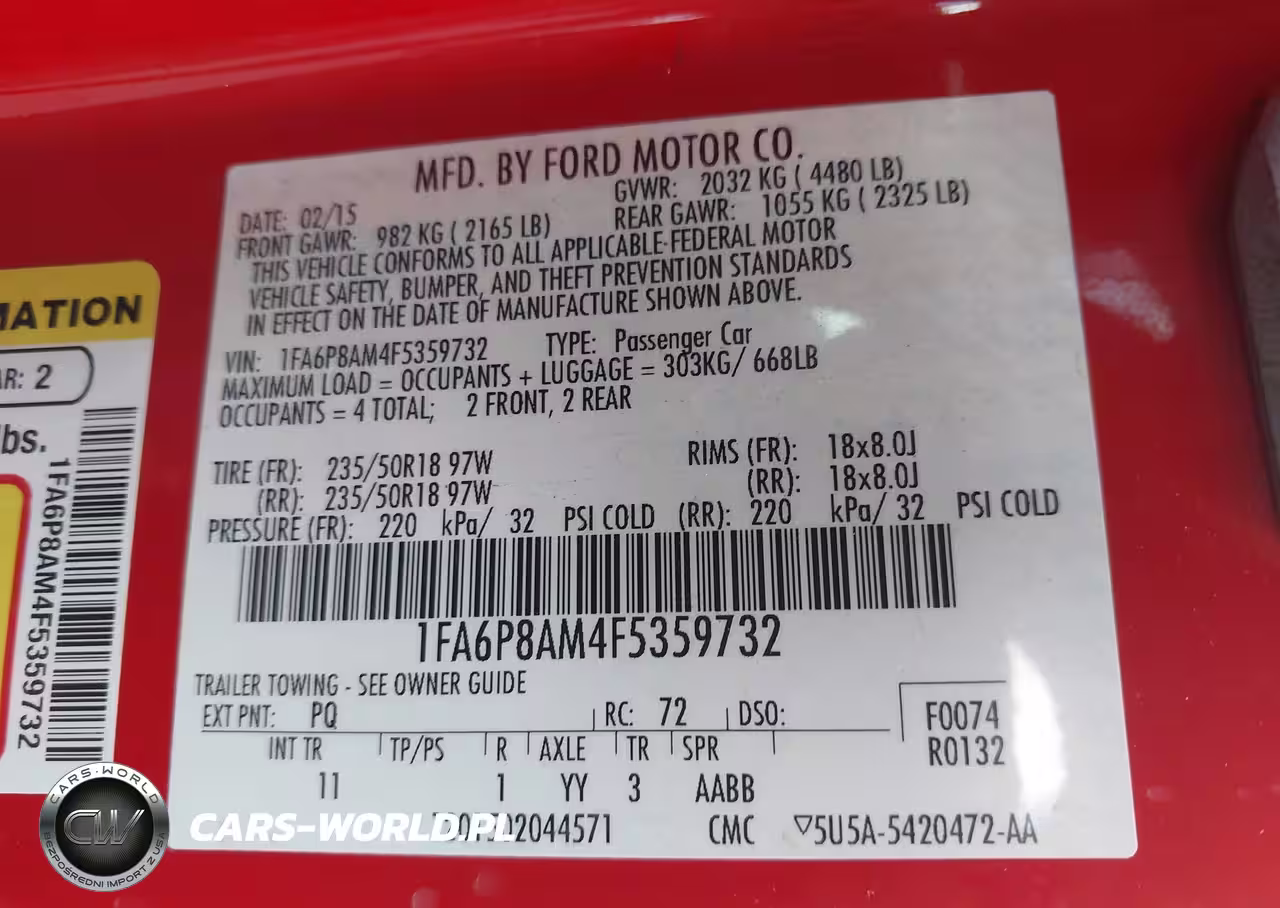 MFD. BY FORD MOTOR CO.
DATE: 02/15 GVWR: 2032 KG ( 4480 LB)
FRONT GAWR: 982 KG ( 2165 LB) REAR GAWR: 1055 KG ( 2325 LB)
THIS VEHICLE CONFORMS TO ALL APPLICABLE FEDERAL MOTOR
VEHICLE SAFETY, BUMPER, AND THEFT PREVENTION STANDARDS
IN EFFECT ON THE DATE OF MANUFACTURE SHOWN ABOVE.
VIN: 1FA6P8AM4F5359732 TYPE: Passenger Car
MAXIMUM LOAD = OCCUPANTS + LUGGAGE = 303KG/ 668LB
OCCUPANTS = 4 TOTAL; 2 FRONT, 2 REAR
TIRE (FR): 235/50R18 97W RIMS (FR): 18x8.0J
(RR): 235/50R18 97W (RR): 18x8.0J
PRESSURE (FR): 220 kPa/ 32 PSI COLD (RR): 220 kPa/ 32 PSI COLD
1FA6P8AM4F5359732
TRAILER TOWING - SEE OWNER GUIDE
EXT PNT: PQ RC: 72 DSO:
F0074
R0132
INT TR TP/PS R AXLE TR SPR
11 1 YY 3 AABB
2044571 CMC ▽5U5A-5420472-AA
MATION
AR: 2
lbs.
1FA6P8AM4F5359732
CARS-WORLD
CW
BEZPOŚREDNI IMPORT Z USA
CARS-WORLD.PL